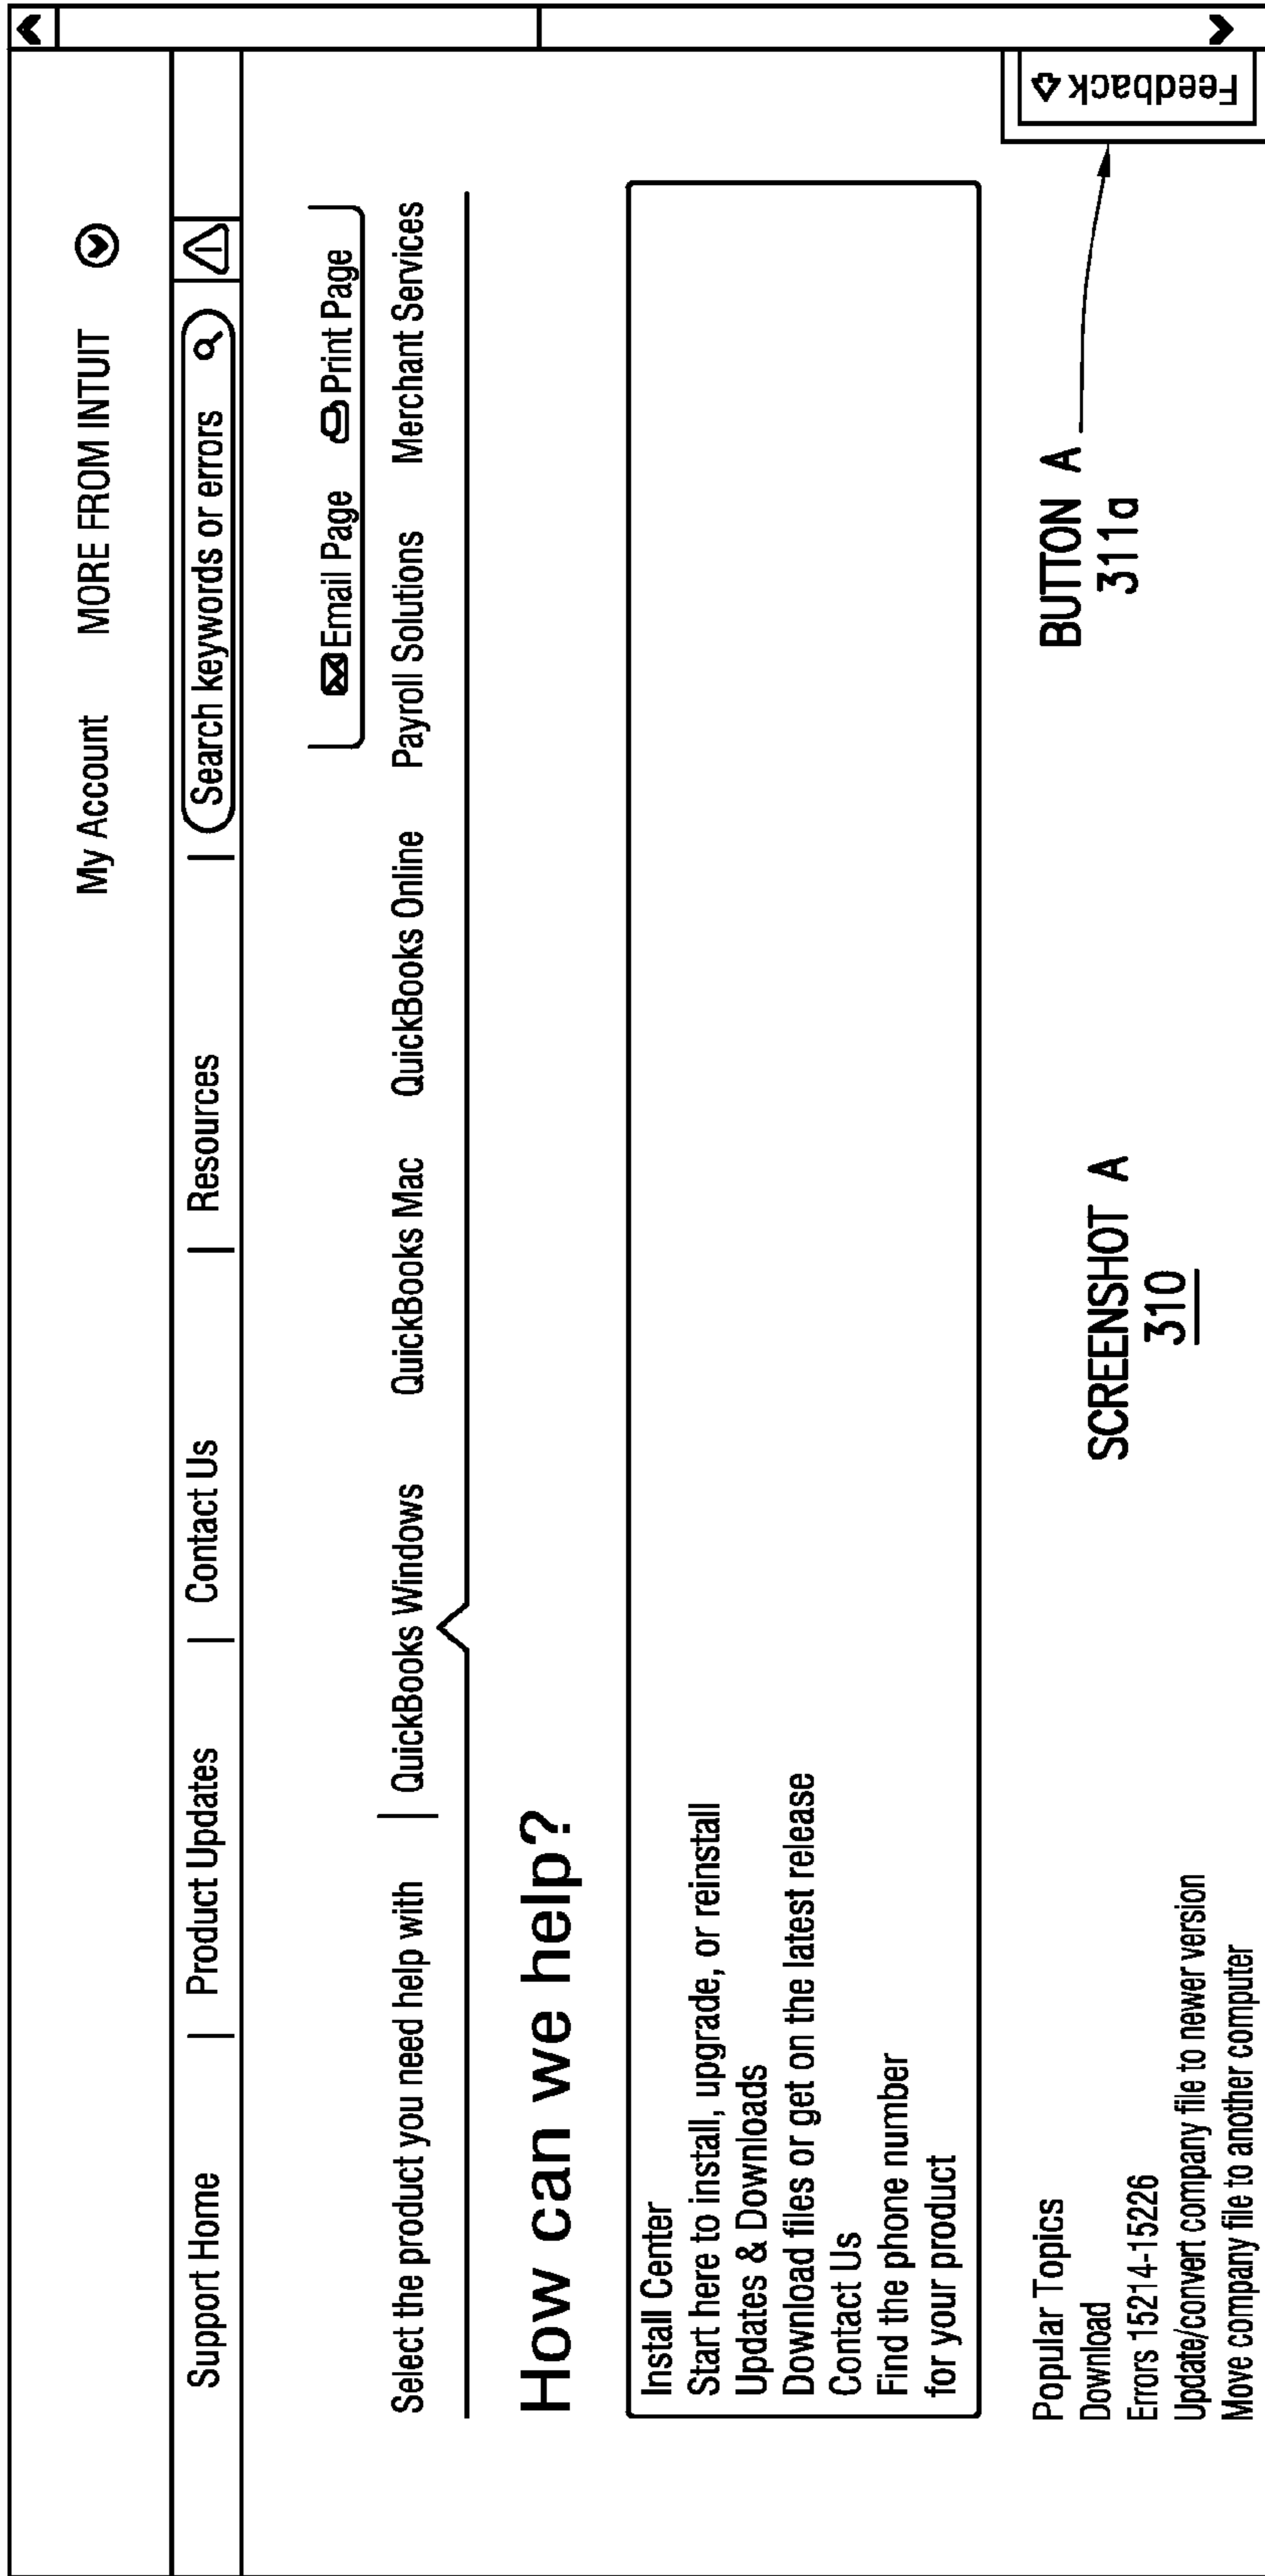 My Account MORE FROM INTUIT
Support Home | Product Updates | Contact Us | Resources | Search keywords or errors
Email Page Print Page
Select the product you need help with | QuickBooks Windows QuickBooks Mac QuickBooks Online Payroll Solutions Merchant Services
How can we help?
Install Center
Start here to install, upgrade, or reinstall
Updates & Downloads
Download files or get on the latest release
Contact Us
Find the phone number
for your product
Popular Topics
Download
Errors 15214-15226
Update/convert company file to newer version
Move company file to another computer
SCREENSHOT A
310
BUTTON A
311a
Feedback